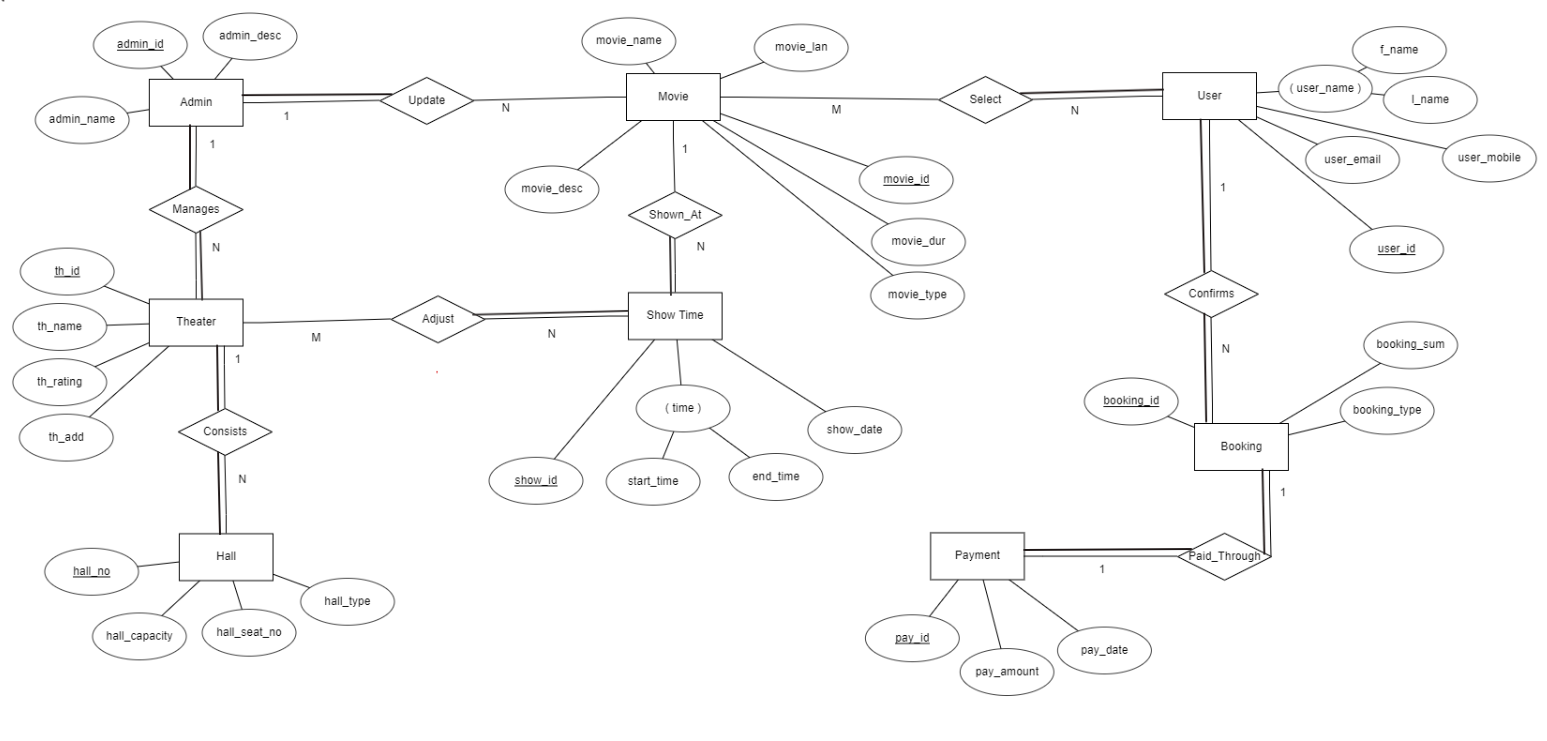 admin_id
admin_desc
admin_name
Admin
1
Update
N
movie_name
movie_lan
Movie
movie_desc
M
Select
N
User
( user_name )
f_name
l_name
user_email
user_mobile
user_id
1
Manages
N
1
Shown_At
N
movie_id
movie_dur
movie_type
1
Confirms
N
th_id
th_name
th_rating
th_add
Theater
M
Adjust
N
Show Time
1
Consists
N
( time )
start_time
end_time
show_date
show_id
booking_id
booking_sum
booking_type
Booking
1
Hall
hall_no
hall_capacity
hall_seat_no
hall_type
Payment
1
Paid_Through
pay_id
pay_amount
pay_date